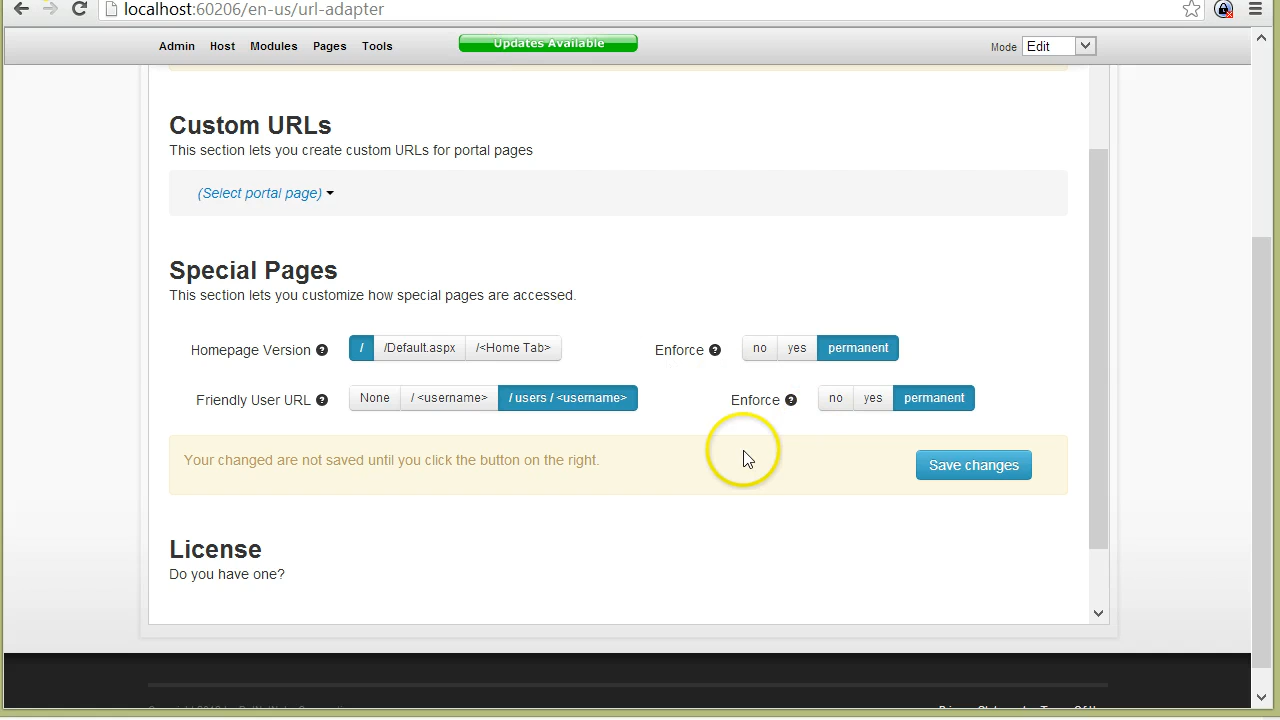 localhost:60206/en-us/url-adapter
Admin Host Modules Pages Tools Updates Available Mode Edit
Custom URLs
This section lets you create custom URLs for portal pages
(Select portal page)
Special Pages
This section lets you customize how special pages are accessed.
Homepage Version ? / /Default.aspx /<Home Tab> Enforce ? no yes permanent
Friendly User URL ? None / <username> / users / <username> Enforce ? no yes permanent
Your changed are not saved until you click the button on the right. Save changes
License
Do you have one?